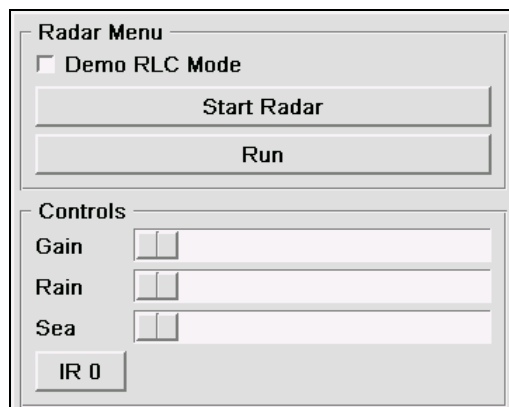 Radar Menu
Demo RLC Mode
Start Radar
Run
Controls
Gain
Rain
Sea
IR 0